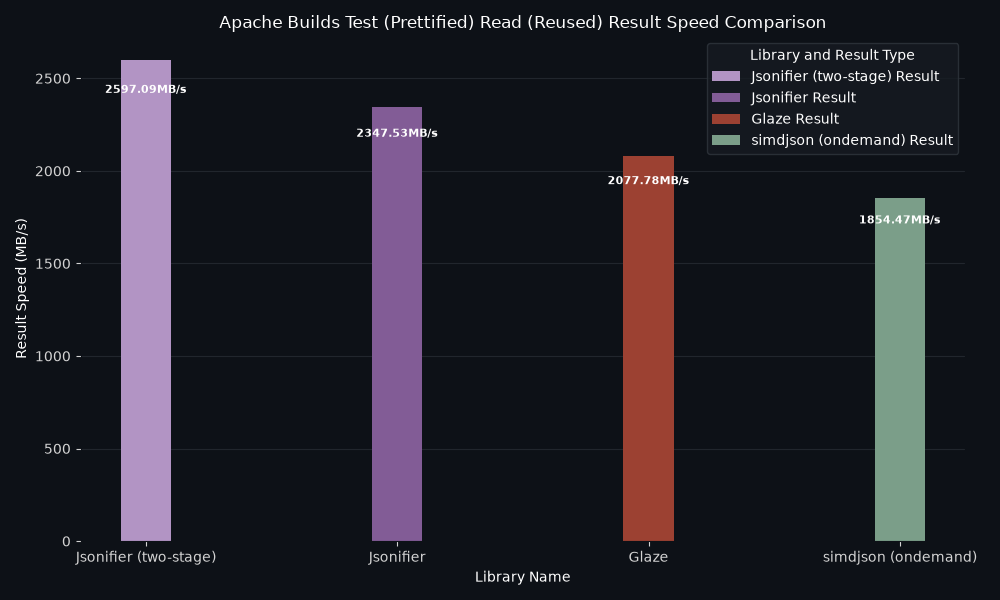 Apache Builds Test (Prettified) Read (Reused) Result Speed Comparison
Library and Result Type
Jsonifier (two-stage) Result
Jsonifier Result
Glaze Result
simdjson (ondemand) Result
2597.09MB/s
2347.53MB/s
2077.78MB/s
1854.47MB/s
Result Speed (MB/s)
2500
2000
1500
1000
500
0
Jsonifier (two-stage)
Jsonifier
Glaze
simdjson (ondemand)
Library Name